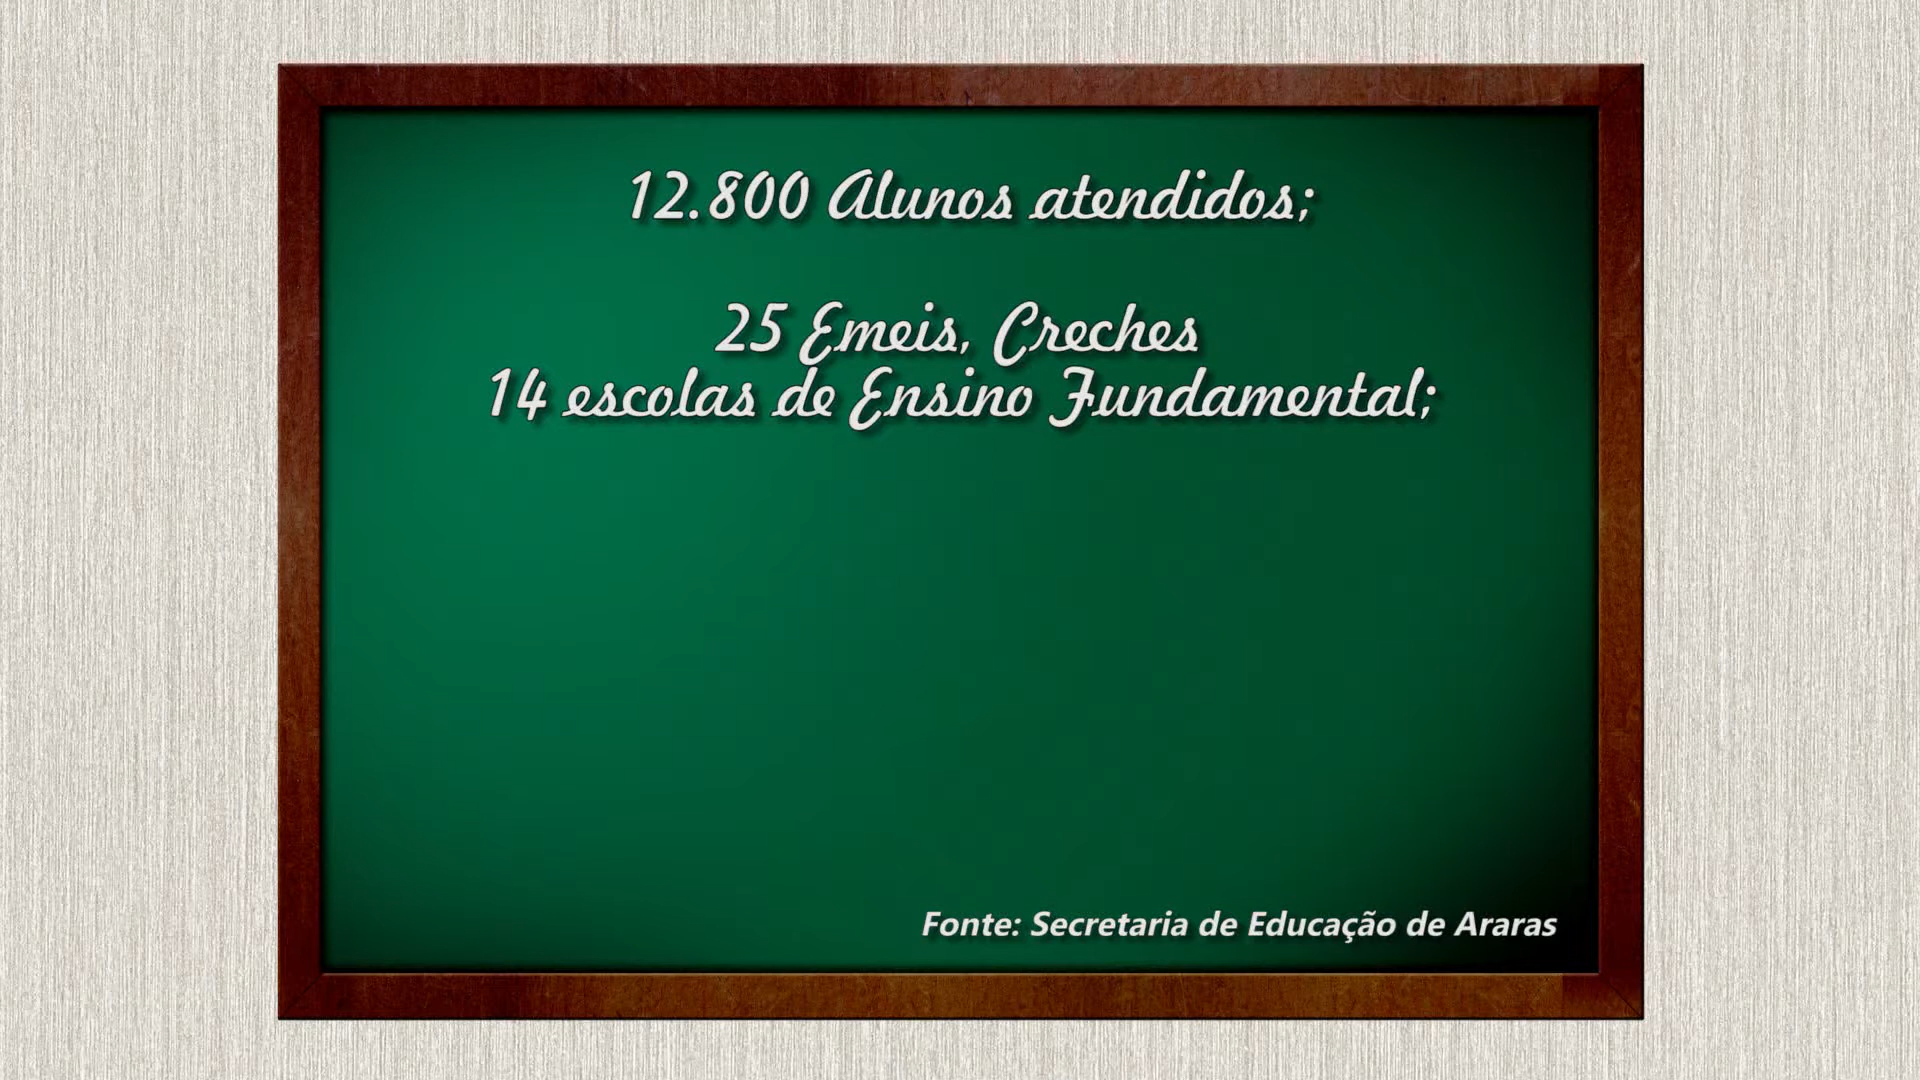 12.800 Alunos atendidos;
25 Emeis, Creches
14 escolas de Ensino Fundamental;
Fonte: Secretaria de Educação de Araras